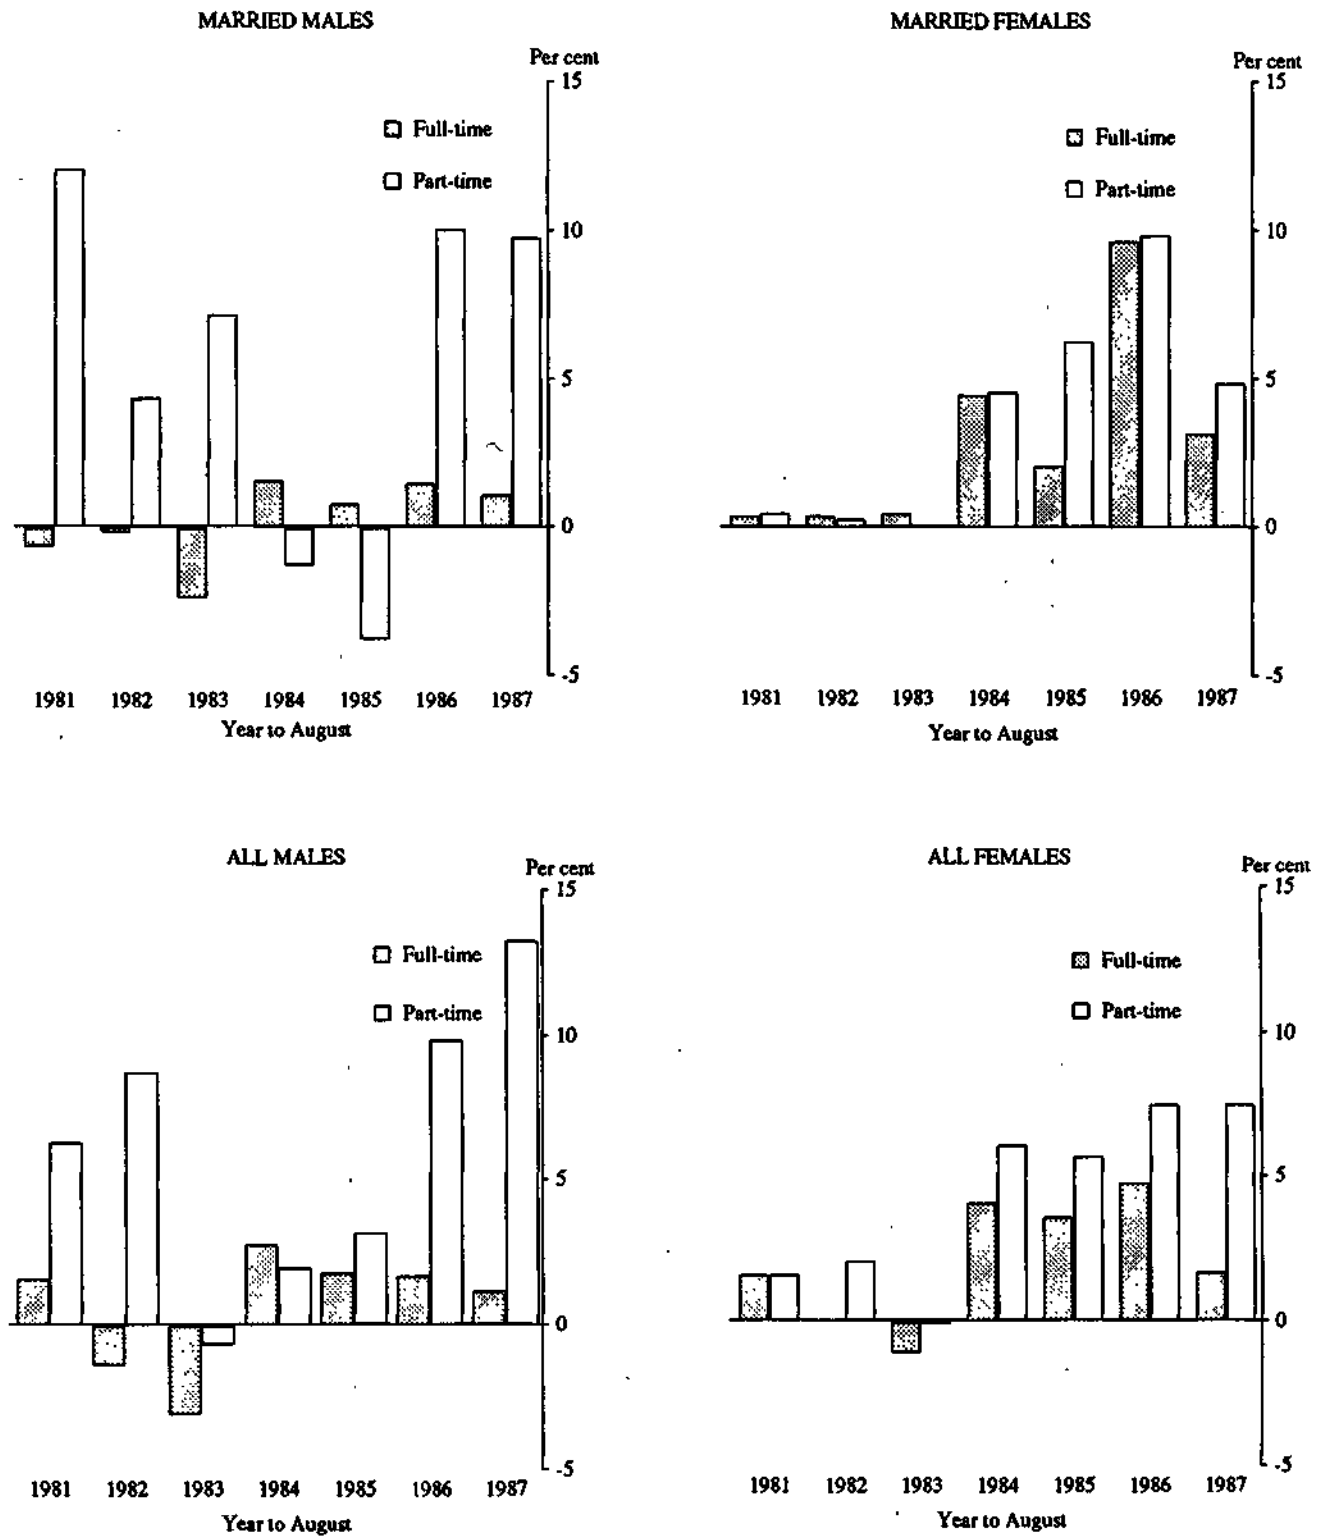 MARRIED MALES
Per cent
15
Full-time
Part-time
10
5
0
-5
1981 1982 1983 1984 1985 1986 1987
Year to August
MARRIED FEMALES
Per cent
15
Full-time
Part-time
10
5
0
-5
1981 1982 1983 1984 1985 1986 1987
Year to August
ALL MALES
Per cent
15
Full-time
Part-time
10
5
0
-5
1981 1982 1983 1984 1985 1986 1987
Year to August
ALL FEMALES
Per cent
15
Full-time
Part-time
10
5
0
-5
1981 1982 1983 1984 1985 1986 1987
Year to August